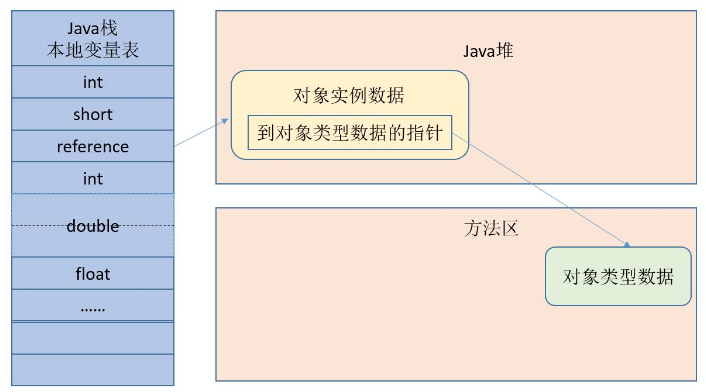 Java栈
本地变量表
int
short
reference
int
double
float
......
Java堆
对象实例数据
到对象类型数据的指针
方法区
对象类型数据